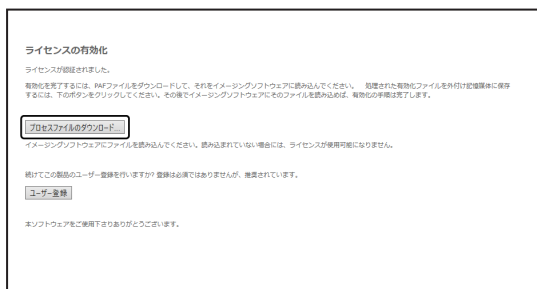 ライセンスの有効化
ライセンスが認証されました。
有効化を完了するには、PAFファイルをダウンロードして、それをイメージングソフトウェアに読み込んでください。 処理された有効化ファイルを外付け記憶媒体に保存
するには、下のボタンをクリックしてください。その後でイメージングソフトウェアにそのファイルを読み込めば、有効化の手順は完了します。
プロセスファイルのダウンロード...
イメージングソフトウェアにファイルを読み込んでください。読み込まれていない場合には、ライセンスが使用可能になりません。
続けてこの製品のユーザー登録を行いますか? 登録は必須ではありませんが、推奨されています。
ユーザー登録
本ソフトウェアをご使用下さりありがとうございます。